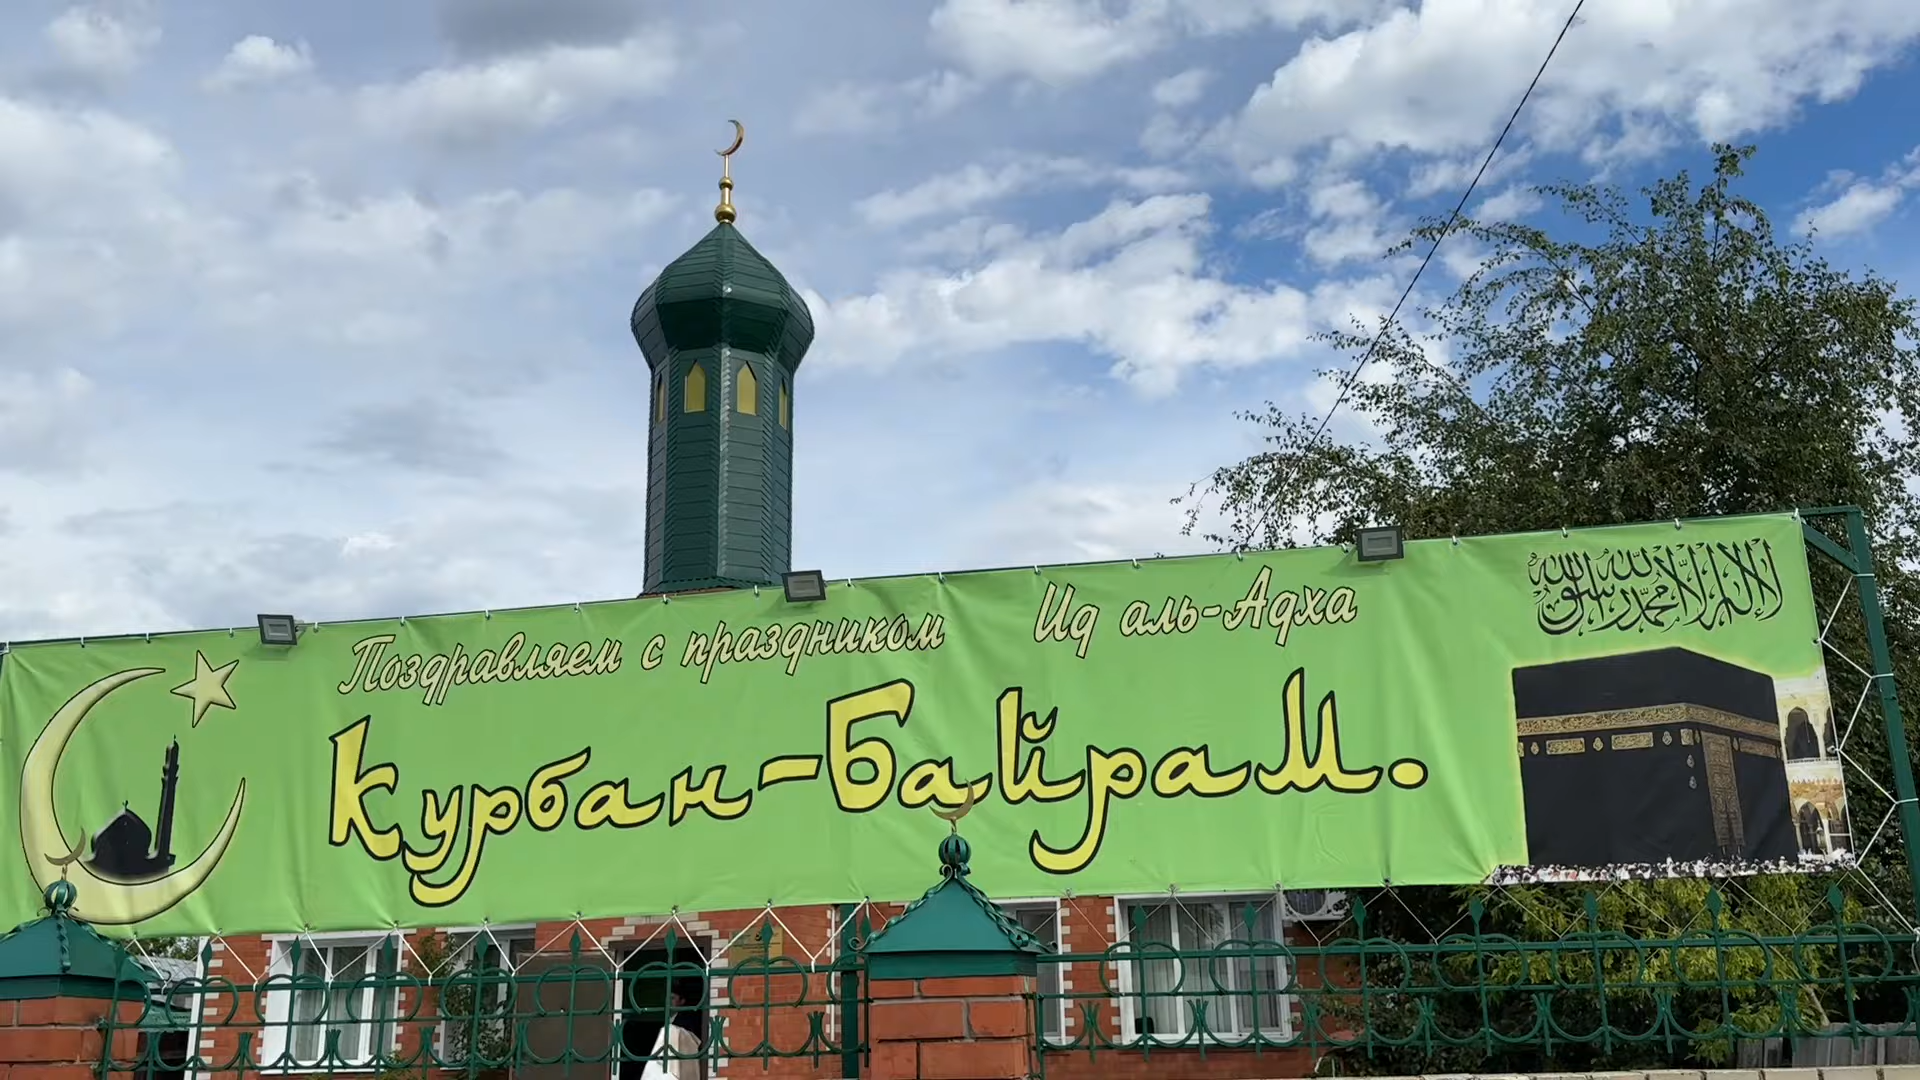 Поздравляем с праздником Ид аль-Адха
Курбан-Байрам.
لا إله إلا الله محمد رسول الله